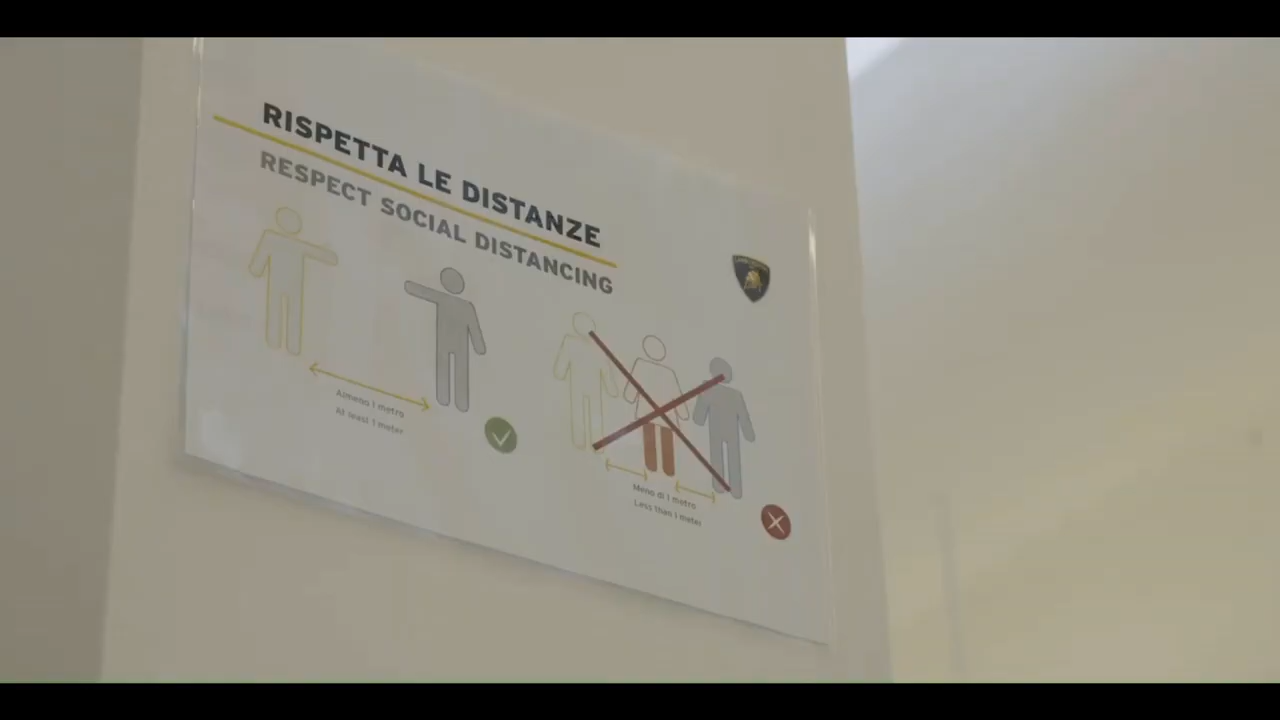 RISPETTA LE DISTANZE
RESPECT SOCIAL DISTANCING
Almeno 1 metro
At least 1 meter
Meno di 1 metro
Less than 1 meter